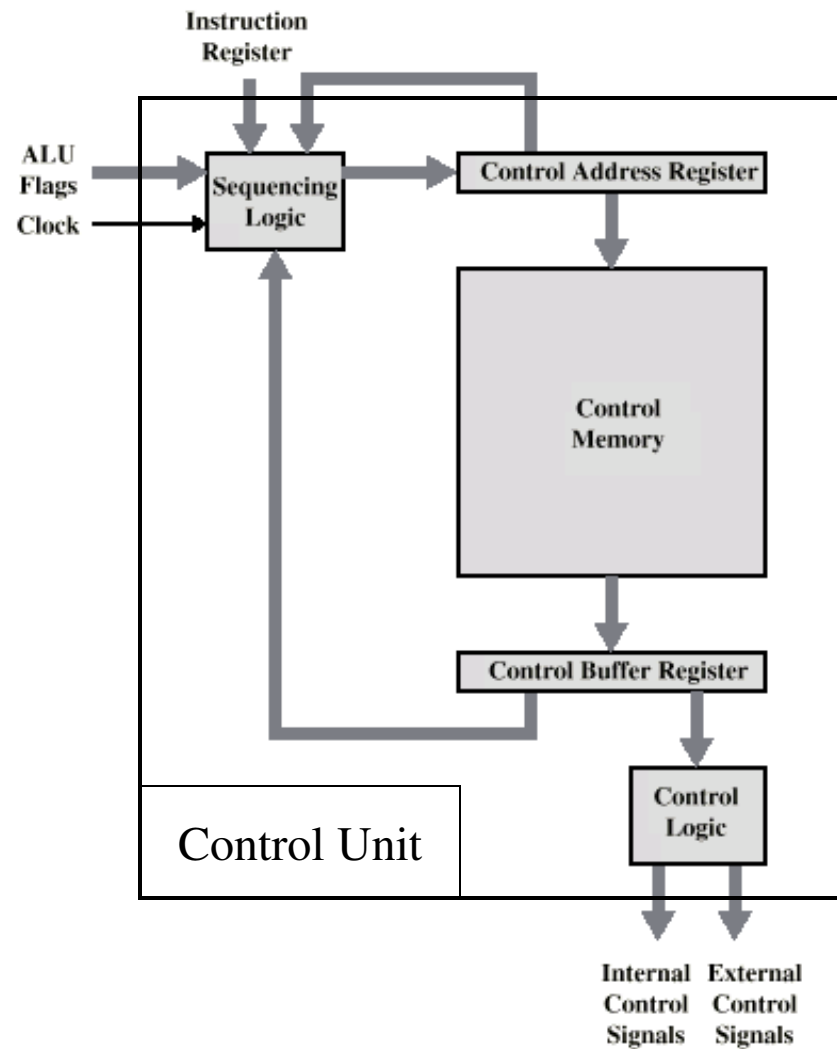 Instruction
Register
ALU
Flags
Clock
Sequencing
Logic
Control Address Register
Control
Memory
Control Buffer Register
Control
Logic
Control Unit
Internal
Control
Signals
External
Control
Signals